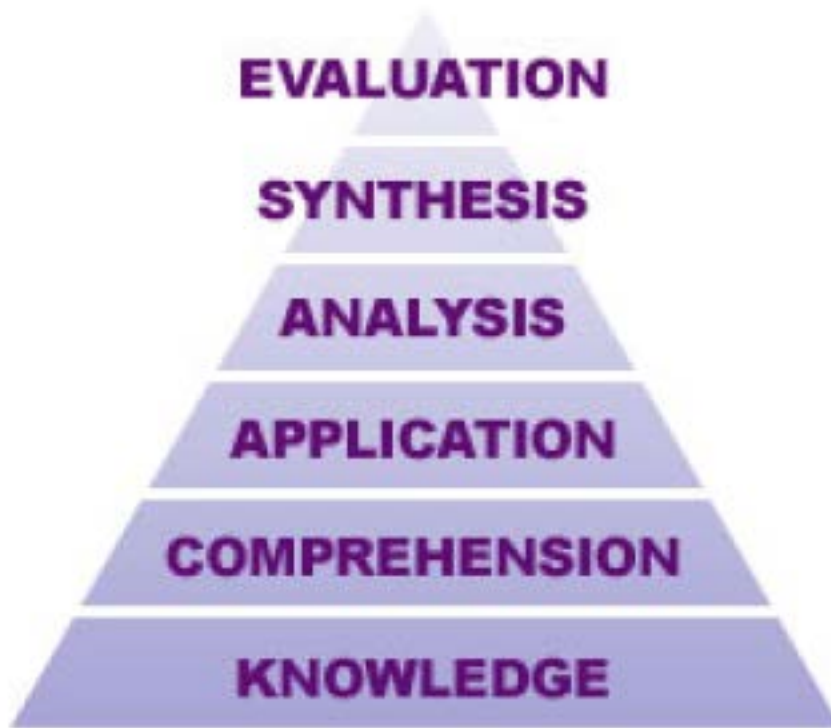 EVALUATION
SYNTHESIS
ANALYSIS
APPLICATION
COMPREHENSION
KNOWLEDGE